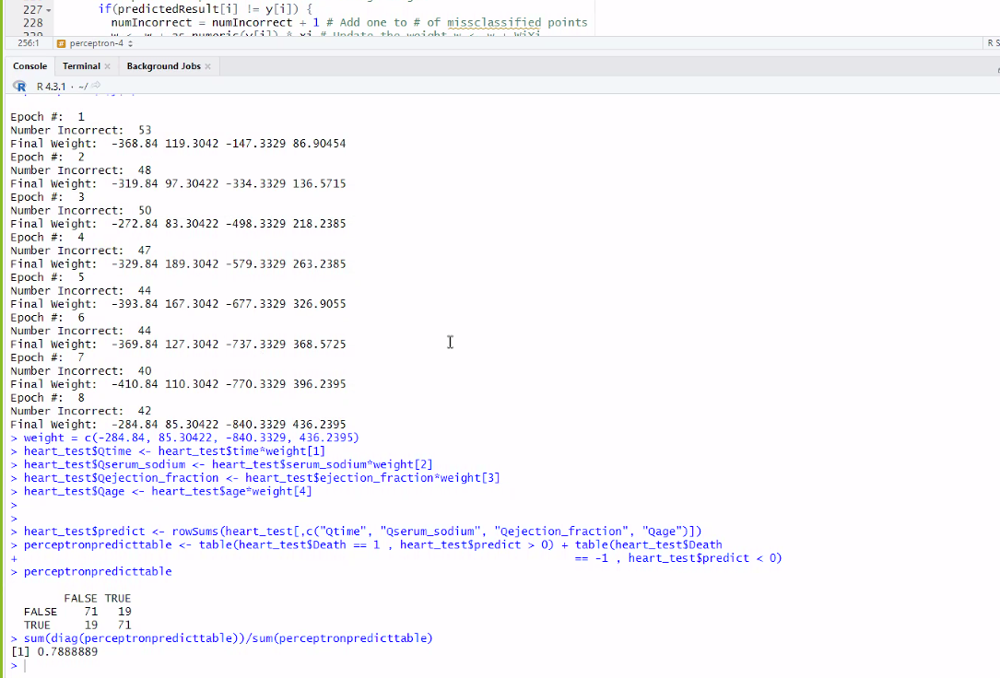 227
if(predictedResult[i] != y[i]) {
228
numIncorrect = numIncorrect + 1 # Add one to # of missclassified points
256:1 perceptron-4 R S
Console Terminal Background Jobs
R 4.3.1 · ~/
Epoch #: 1
Number Incorrect: 53
Final Weight: -368.84 119.3042 -147.3329 86.90454
Epoch #: 2
Number Incorrect: 48
Final Weight: -319.84 97.30422 -334.3329 136.5715
Epoch #: 3
Number Incorrect: 50
Final Weight: -272.84 83.30422 -498.3329 218.2385
Epoch #: 4
Number Incorrect: 47
Final Weight: -329.84 189.3042 -579.3329 263.2385
Epoch #: 5
Number Incorrect: 44
Final Weight: -393.84 167.3042 -677.3329 326.9055
Epoch #: 6
Number Incorrect: 44
Final Weight: -369.84 127.3042 -737.3329 368.5725
Epoch #: 7
Number Incorrect: 40
Final Weight: -410.84 110.3042 -770.3329 396.2395
Epoch #: 8
Number Incorrect: 42
Final Weight: -284.84 85.30422 -840.3329 436.2395
> weight = c(-284.84, 85.30422, -840.3329, 436.2395)
> heart_test$Qtime <- heart_test$time*weight[1]
> heart_test$Qserum_sodium <- heart_test$serum_sodium*weight[2]
> heart_test$Qejection_fraction <- heart_test$ejection_fraction*weight[3]
> heart_test$Qage <- heart_test$age*weight[4]
>
>
> heart_test$predict <- rowSums(heart_test[,c("Qtime", "Qserum_sodium", "Qejection_fraction", "Qage")])
> perceptronpredicttable <- table(heart_test$Death == 1 , heart_test$predict > 0) + table(heart_test$Death
+ == -1 , heart_test$predict < 0)
> perceptronpredicttable
FALSE TRUE
FALSE 71 19
TRUE 19 71
> sum(diag(perceptronpredicttable))/sum(perceptronpredicttable)
[1] 0.7888889
>